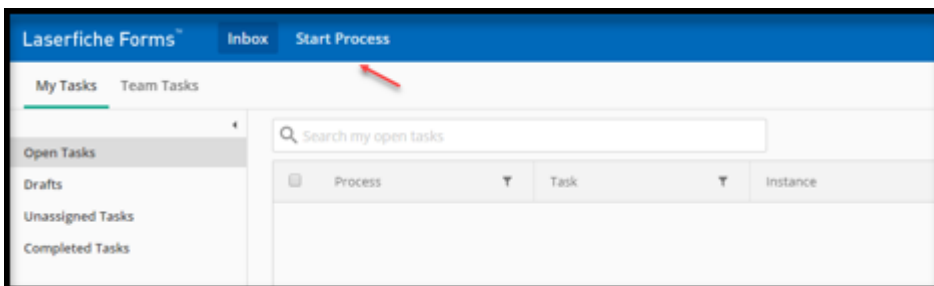 Laserfiche Forms™ Inbox Start Process
My Tasks Team Tasks
Search my open tasks
Open Tasks
Process Task Instance
Drafts
Unassigned Tasks
Completed Tasks